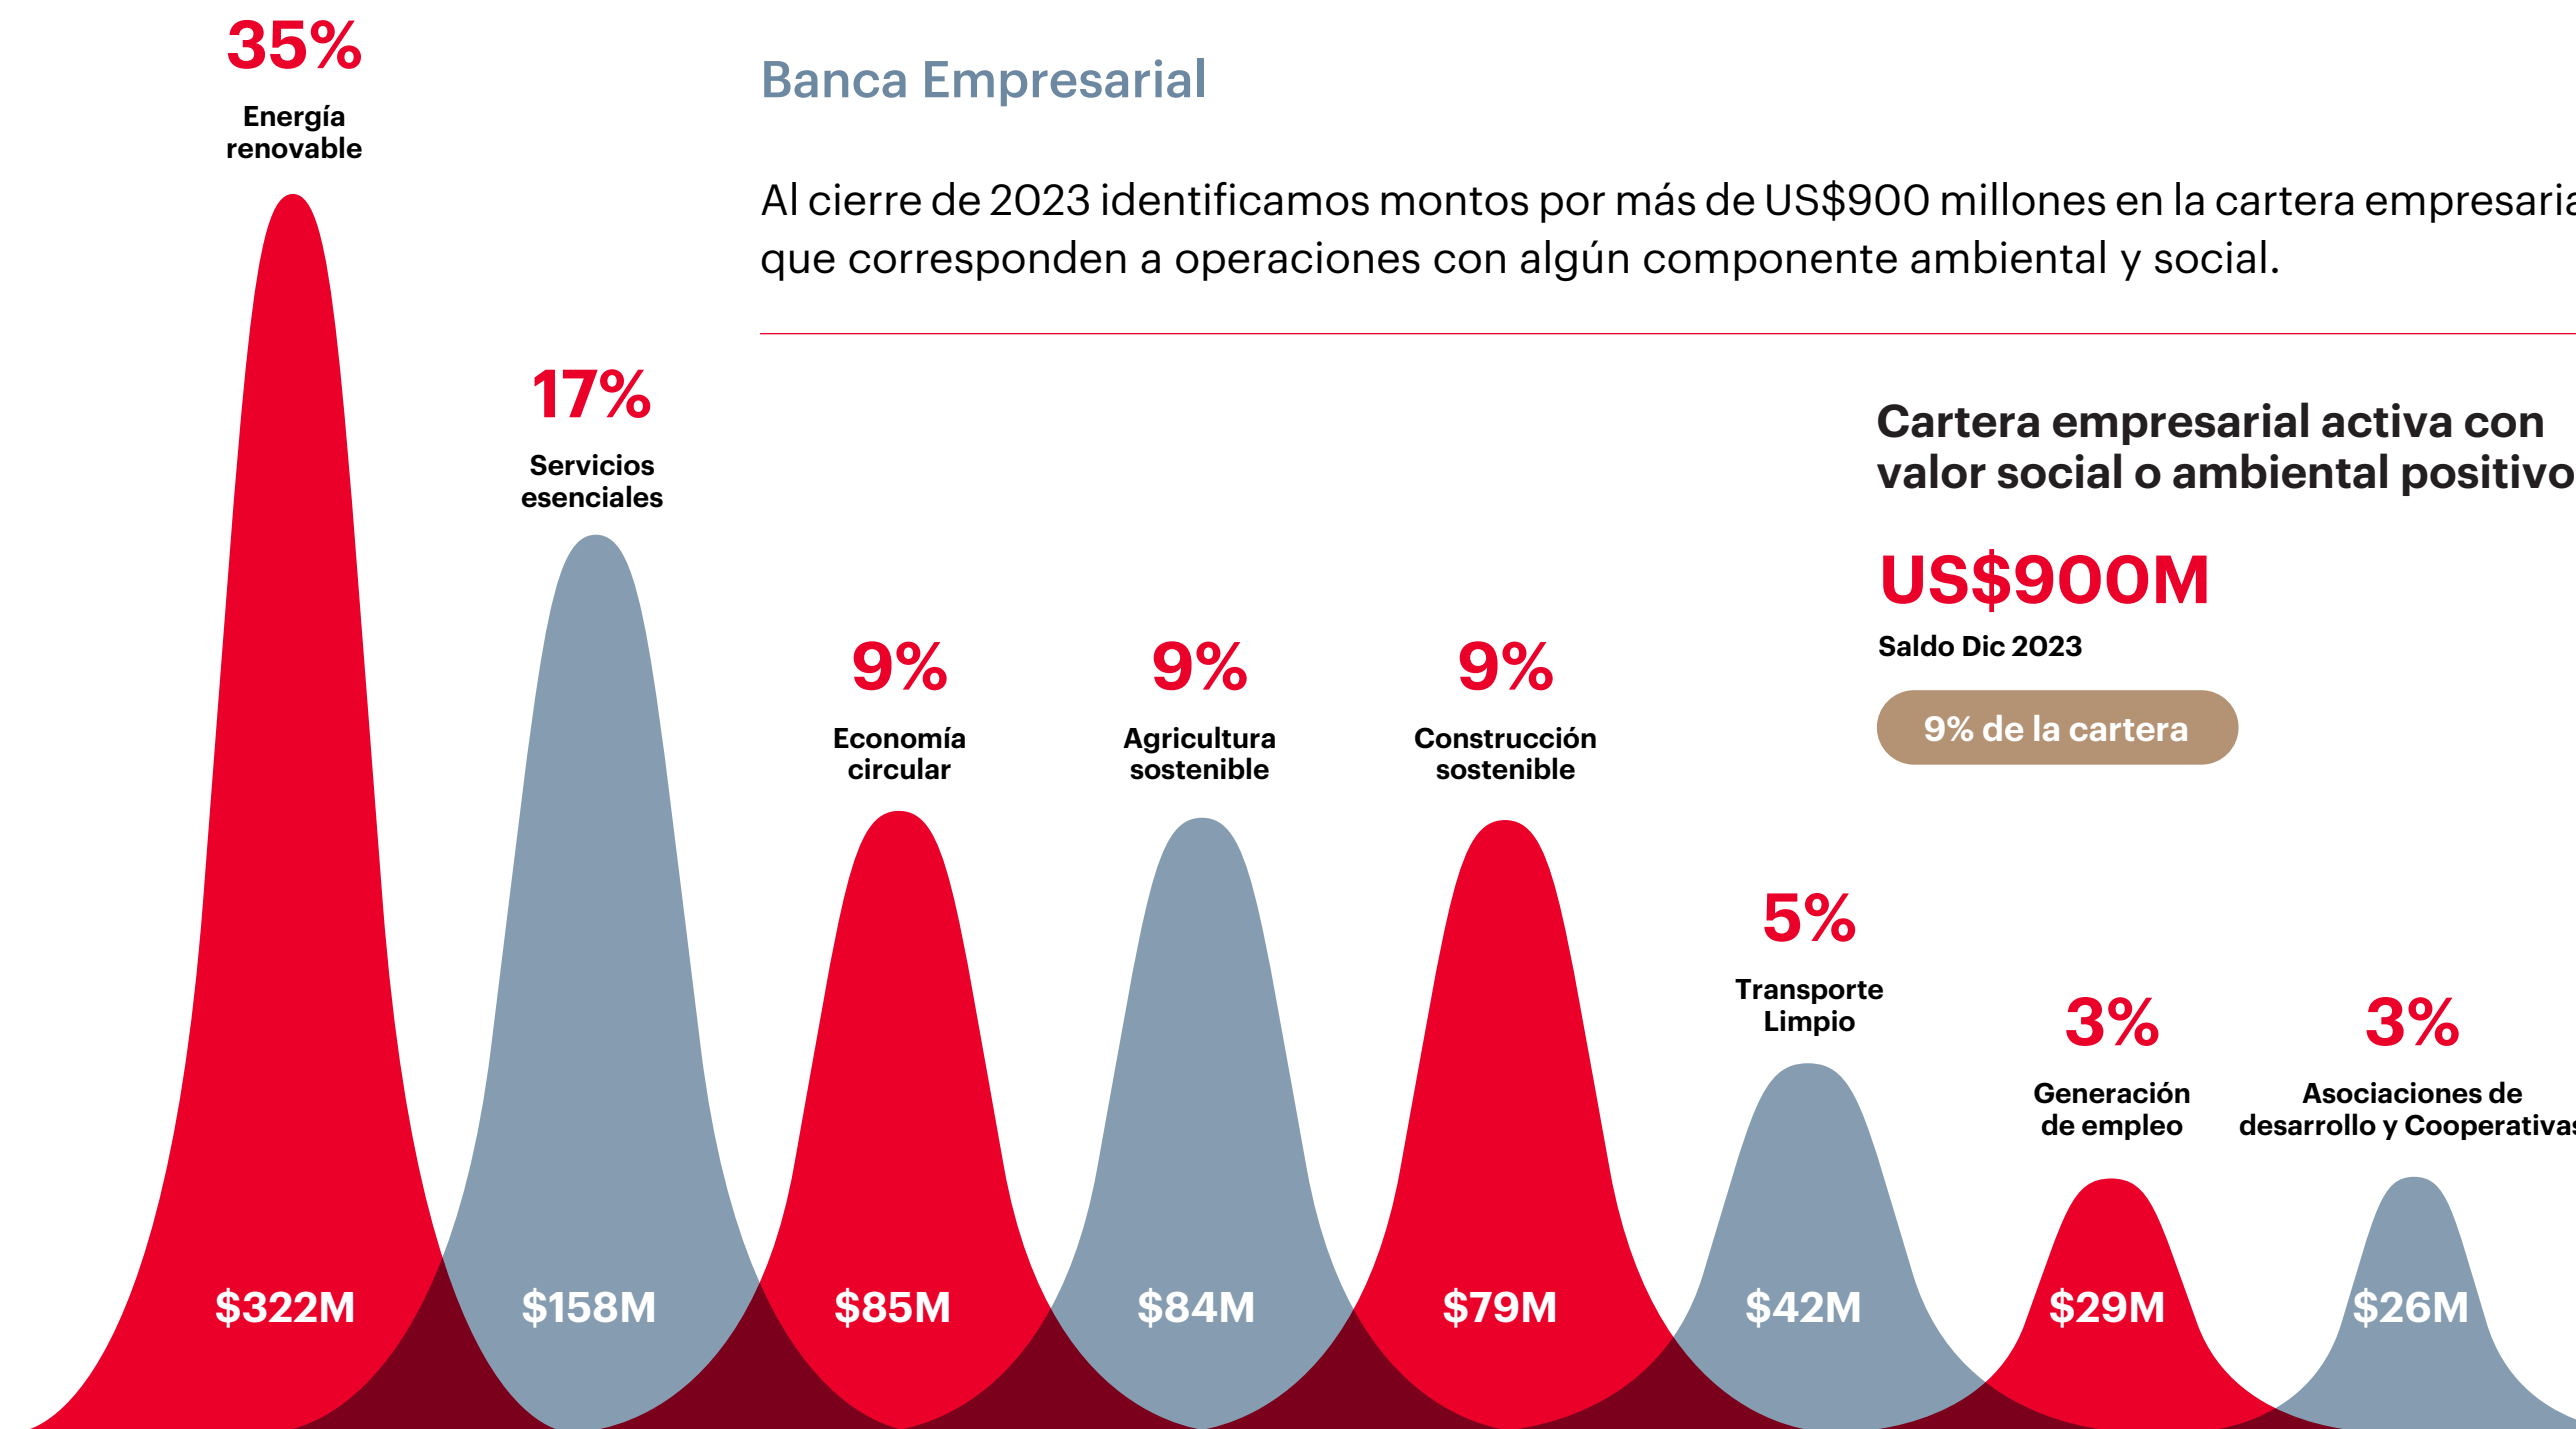 35%
Energía
renovable
Banca Empresarial
Al cierre de 2023 identificamos montos por más de US$900 millones en la cartera empresaria
que corresponden a operaciones con algún componente ambiental y social.
17%
Servicios
esenciales
Cartera empresarial activa con
valor social o ambiental positivo
US$900M
Saldo Dic 2023
9% de la cartera
9%
Economía
circular
9%
Agricultura
sostenible
9%
Construcción
sostenible
5%
Transporte
Limpio
3%
Generación
de empleo
3%
Asociaciones de
desarrollo y Cooperativas
$322M
$158M
$85M
$84M
$79M
$42M
$29M
$26M